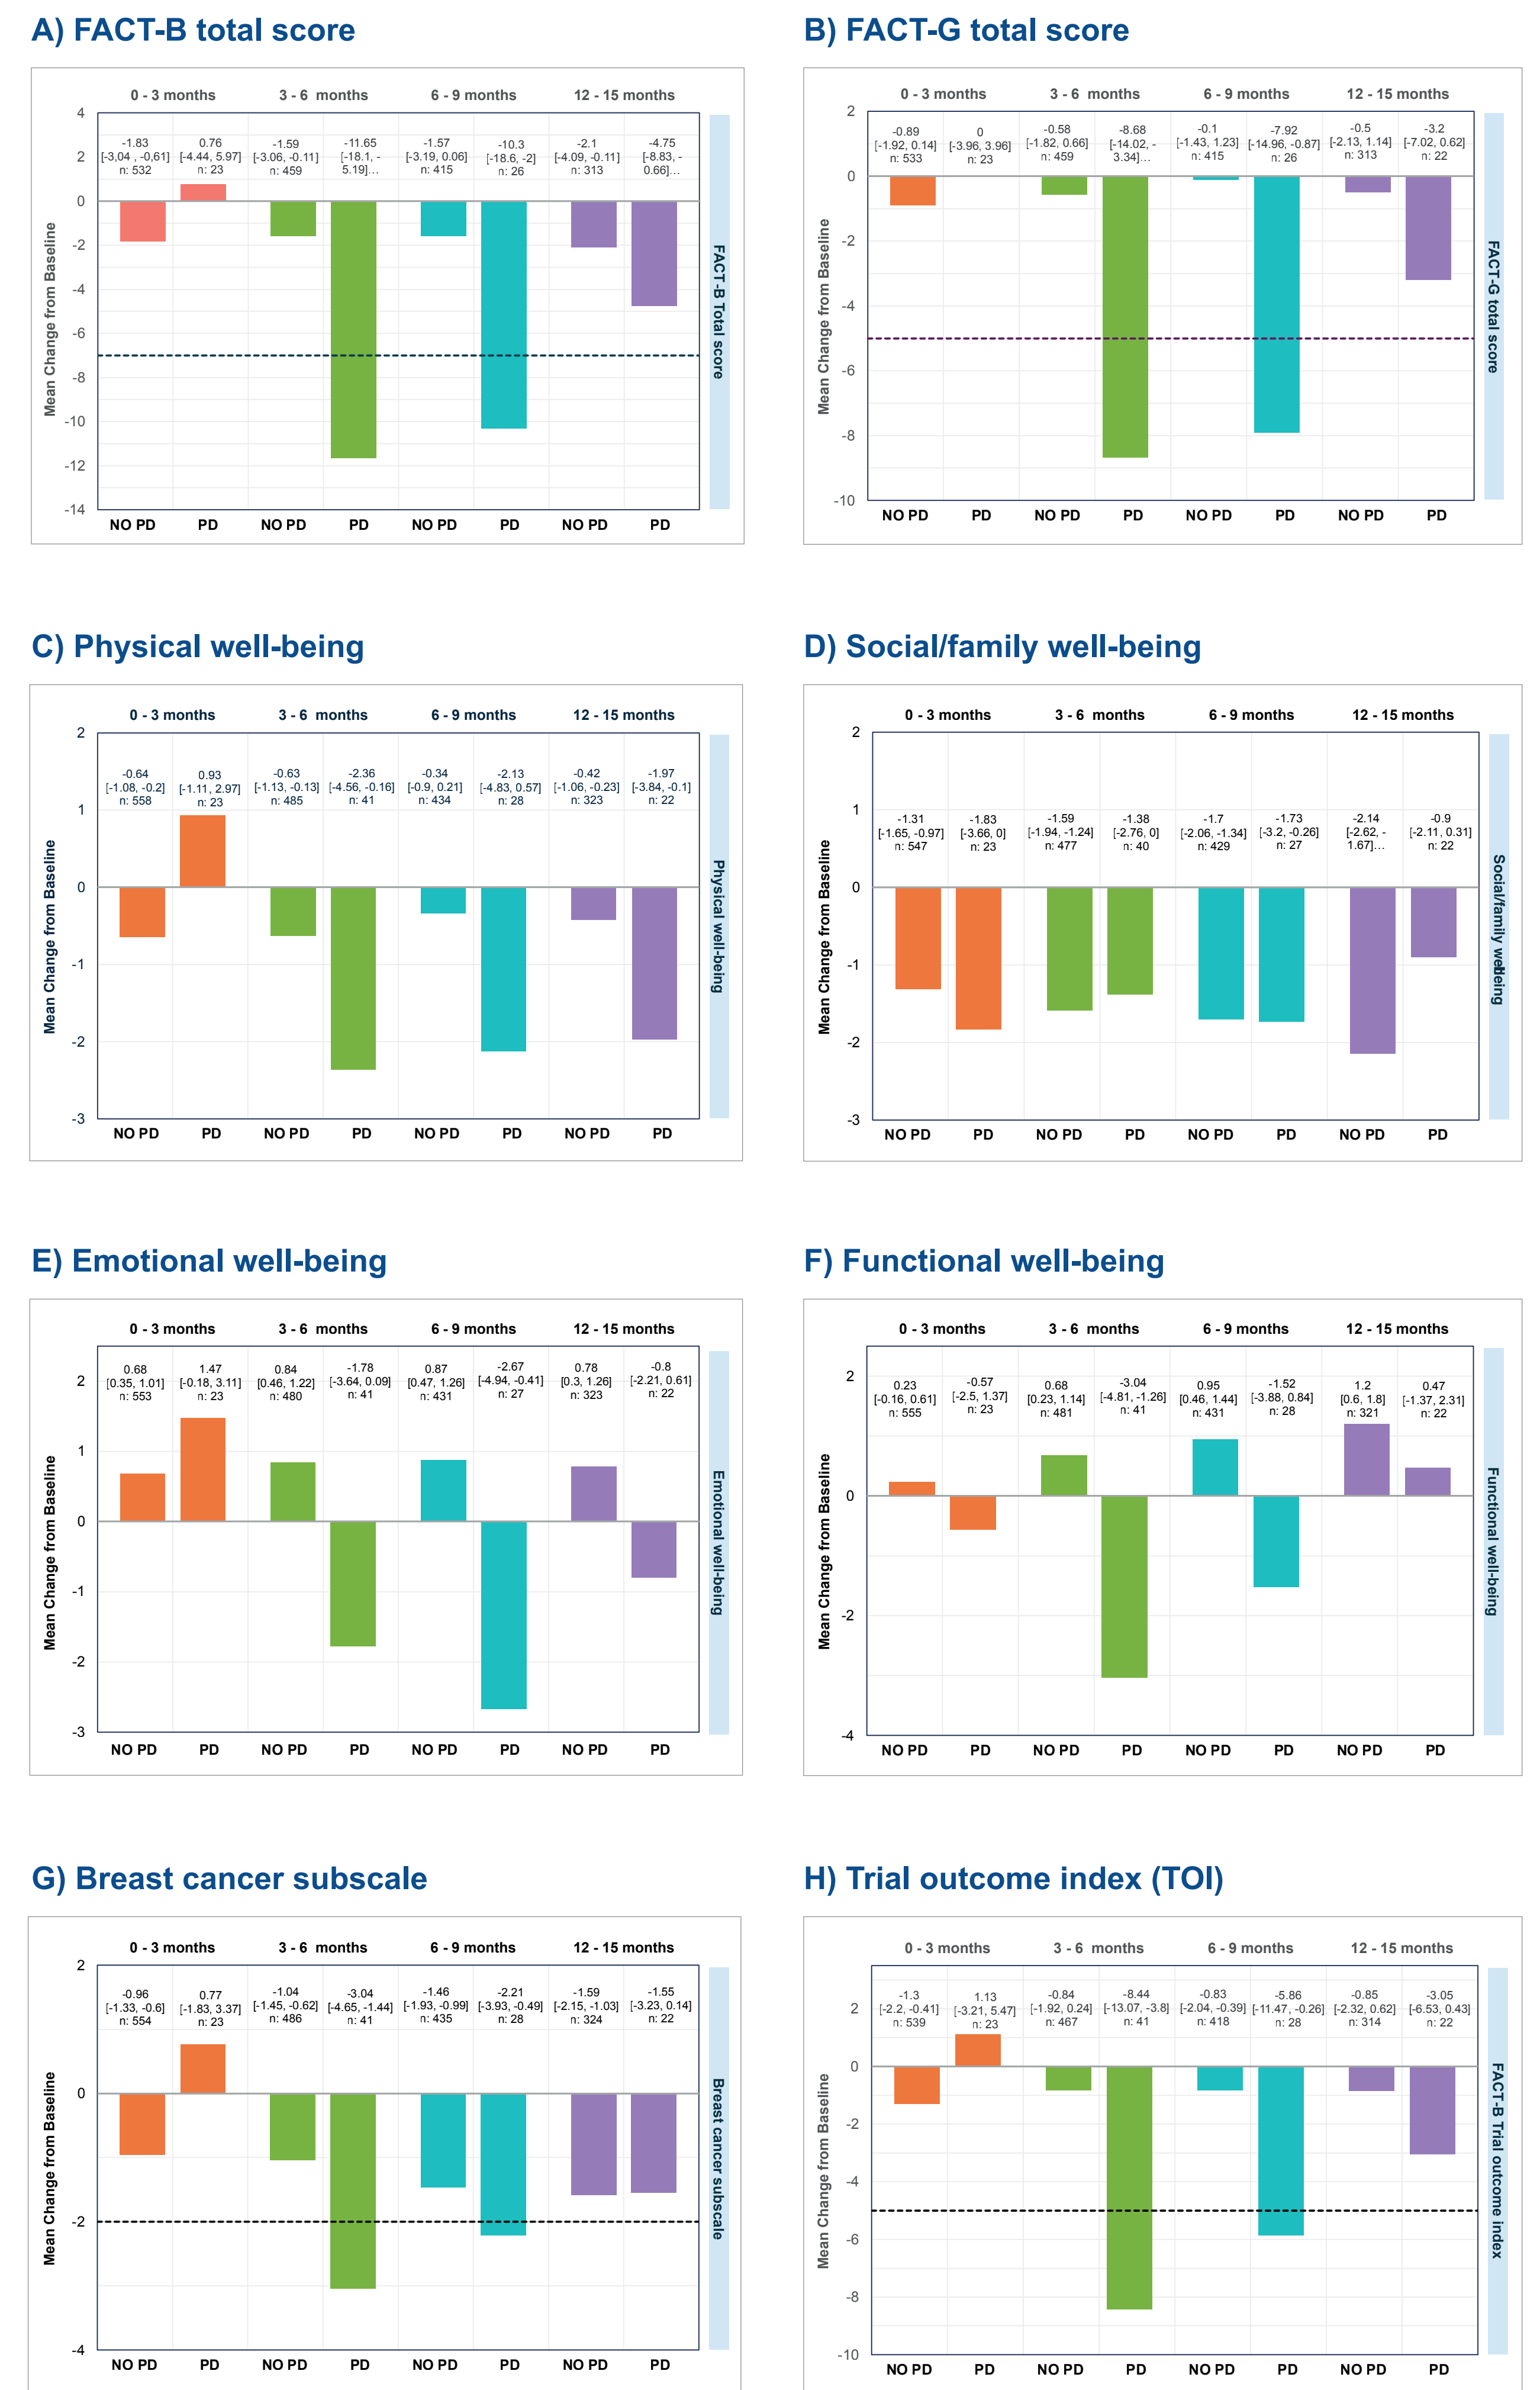 A) FACT-B total score
0 - 3 months 3 - 6 months 6 - 9 months 12 - 15 months
-1.83
[-3,04 , -0,61]
n: 532
0.76
[-4.44, 5.97]
n: 23
-1.59
[-3.06, -0.11]
n: 459
-11.65
[-18.1, -
5.19]…
-1.57
[-3.19, 0.06]
n: 415
-10.3
[-18.6, -2]
n: 26
-2.1
[-4.09, -0.11]
n: 313
-4.75
[-8.83, -
0.66]…
4
2
0
-2
-4
-6
-8
-10
-12
-14
Mean Change from Baseline
FACT-B Total score
NO PD PD NO PD PD NO PD PD NO PD PD
B) FACT-G total score
0 - 3 months 3 - 6 months 6 - 9 months 12 - 15 months
-0.89
[-1.92, 0.14]
n: 533
0
[-3.96, 3.96]
n: 23
-0.58
[-1.82, 0.66]
n: 459
-8.68
[-14.02, -
3.34]…
-0.1
[-1.43, 1.23]
n: 415
-7.92
[-14.96, -0.87]
n: 26
-0.5
[-2.13, 1.14]
n: 313
-3.2
[-7.02, 0.62]
n: 22
2
0
-2
-4
-6
-8
-10
Mean Change from Baseline
FACT-G total score
NO PD PD NO PD PD NO PD PD NO PD PD
C) Physical well-being
0 - 3 months 3 - 6 months 6 - 9 months 12 - 15 months
-0.64
[-1.08, -0.2]
n: 558
0.93
[-1.11, 2.97]
n: 23
-0.63
[-1.13, -0.13]
n: 485
-2.36
[-4.56, -0.16]
n: 41
-0.34
[-0.9, 0.21]
n: 434
-2.13
[-4.83, 0.57]
n: 28
-0.42
[-1.06, -0.23]
n: 323
-1.97
[-3.84, -0.1]
n: 22
2
1
0
-1
-2
-3
Mean Change from Baseline
Physical well-being
NO PD PD NO PD PD NO PD PD NO PD PD
D) Social/family well-being
0 - 3 months 3 - 6 months 6 - 9 months 12 - 15 months
-1.31
[-1.65, -0.97]
n: 547
-1.83
[-3.66, 0]
n: 23
-1.59
[-1.94, -1.24]
n: 477
-1.38
[-2.76, 0]
n: 40
-1.7
[-2.06, -1.34]
n: 429
-1.73
[-3.2, -0.26]
n: 27
-2.14
[-2.62, -
1.67]…
-0.9
[-2.11, 0.31]
n: 22
2
1
0
-1
-2
-3
Mean Change from Baseline
Social/family well-being
NO PD PD NO PD PD NO PD PD NO PD PD
E) Emotional well-being
0 - 3 months 3 - 6 months 6 - 9 months 12 - 15 months
0.68
[0.35, 1.01]
n: 553
1.47
[-0.18, 3.11]
n: 23
0.84
[0.46, 1.22]
n: 480
-1.78
[-3.64, 0.09]
n: 41
0.87
[0.47, 1.26]
n: 431
-2.67
[-4.94, -0.41]
n: 27
0.78
[0.3, 1.26]
n: 323
-0.8
[-2.21, 0.61]
n: 22
2
1
0
-1
-2
-3
Mean Change from Baseline
Emotional well-being
NO PD PD NO PD PD NO PD PD NO PD PD
F) Functional well-being
0 - 3 months 3 - 6 months 6 - 9 months 12 - 15 months
0.23
[-0.16, 0.61]
n: 555
-0.57
[-2.5, 1.37]
n: 23
0.68
[0.23, 1.14]
n: 481
-3.04
[-4.81, -1.26]
n: 41
0.95
[0.46, 1.44]
n: 431
-1.52
[-3.88, 0.84]
n: 28
1.2
[0.6, 1.8]
n: 321
0.47
[-1.37, 2.31]
n: 22
2
0
-2
-4
Mean Change from Baseline
Functional well-being
NO PD PD NO PD PD NO PD PD NO PD PD
G) Breast cancer subscale
0 - 3 months 3 - 6 months 6 - 9 months 12 - 15 months
-0.96
[-1.33, -0.6]
n: 554
0.77
[-1.83, 3.37]
n: 23
-1.04
[-1.45, -0.62]
n: 486
-3.04
[-4.65, -1.44]
n: 41
-1.46
[-1.93, -0.99]
n: 435
-2.21
[-3.93, -0.49]
n: 28
-1.59
[-2.15, -1.03]
n: 324
-1.55
[-3.23, 0.14]
n: 22
2
0
-2
-4
Mean Change from Baseline
Breast cancer subscale
NO PD PD NO PD PD NO PD PD NO PD PD
H) Trial outcome index (TOI)
0 - 3 months 3 - 6 months 6 - 9 months 12 - 15 months
-1.3
[-2.2, -0.41]
n: 539
1.13
[-3.21, 5.47]
n: 23
-0.84
[-1.92, 0.24]
n: 467
-8.44
[-13.07, -3.8]
n: 41
-0.83
[-2.04, -0.39]
n: 418
-5.86
[-11.47, -0.26]
n: 28
-0.85
[-2.32, 0.62]
n: 314
-3.05
[-6.53, 0.43]
n: 22
2
0
-2
-4
-6
-8
-10
Mean Change from Baseline
FACT-B Trial outcome index
NO PD PD NO PD PD NO PD PD NO PD PD